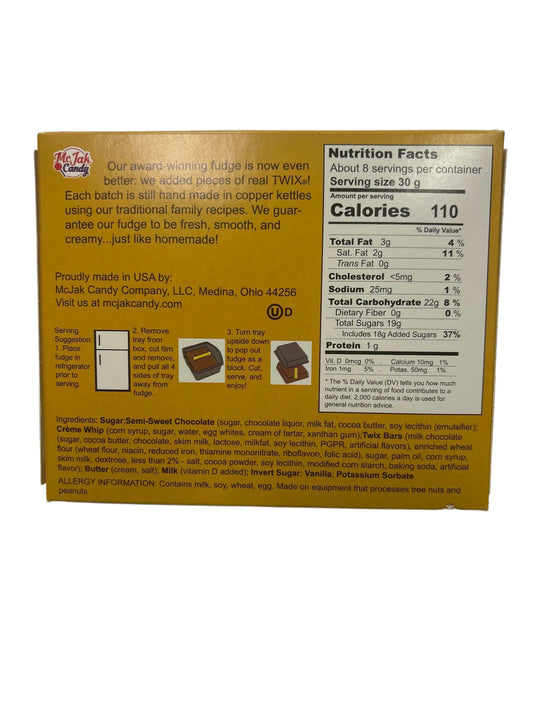 Mc Jak
Candy
Our award-winning fudge is now even
better: we added pieces of real TWIX®!
Each batch is still hand made in copper kettles
using our traditional family recipes. We guar-
antee our fudge to be fresh, smooth, and
creamy...just like homemade!
Proudly made in USA by:
McJak Candy Company, LLC, Medina, Ohio 44256
Visit us at mcjakcandy.com
U D
Serving
Suggestion:
1. Place
fudge in
refrigerator
prior to
serving.
2. Remove
tray from
box, cut film
and remove,
and pull all 4
sides of tray
away from
fudge.
3. Turn tray
upside down
to pop out
fudge as a
block. Cut,
serve, and
enjoy!
Nutrition Facts
About 8 servings per container
Serving size 30 g
Amount per serving
Calories 110
% Daily Value*
Total Fat 3g 4 %
Sat. Fat 2g 11 %
Trans Fat 0g
Cholesterol <5mg 2 %
Sodium 25mg 1 %
Total Carbohydrate 22g 8 %
Dietary Fiber 0g 0 %
Total Sugars 19g
Includes 18g Added Sugars 37%
Protein 1 g
Vit. D 0mcg 0% . Calcium 10mg 1%
Iron 1mg 5% . Potas. 50mg 1%
* The % Daily Value (DV) tells you how much
nutrient in a serving of food contributes to a
daily diet. 2,000 calories a day is used for
general nutrition advice.
Ingredients: Sugar;Semi-Sweet Chocolate (sugar, chocolate liquor, milk fat, cocoa butter, soy lecithin (emulsifier);
Crème Whip (corn syrup, sugar, water, egg whites, cream of tartar, xanthan gum);Twix Bars (milk chocolate
(sugar, cocoa butter, chocolate, skim milk, lactose, milkfat, soy lecithin, PGPR, artificial flavors), enriched wheat
flour (wheat flour, niacin, reduced iron, thiamine mononitrate, riboflavin, folic acid), sugar, palm oil, corn syrup,
skim milk, dextrose, less than 2% - salt, cocoa powder, soy lecithin, modified corn starch, baking soda, artificial
flavor); Butter (cream, salt); Milk (vitamin D added); Invert Sugar; Vanilla; Potassium Sorbate
ALLERGY INFORMATION: Contains milk, soy, wheat, egg. Made on equipment that processes tree nuts and
peanuts